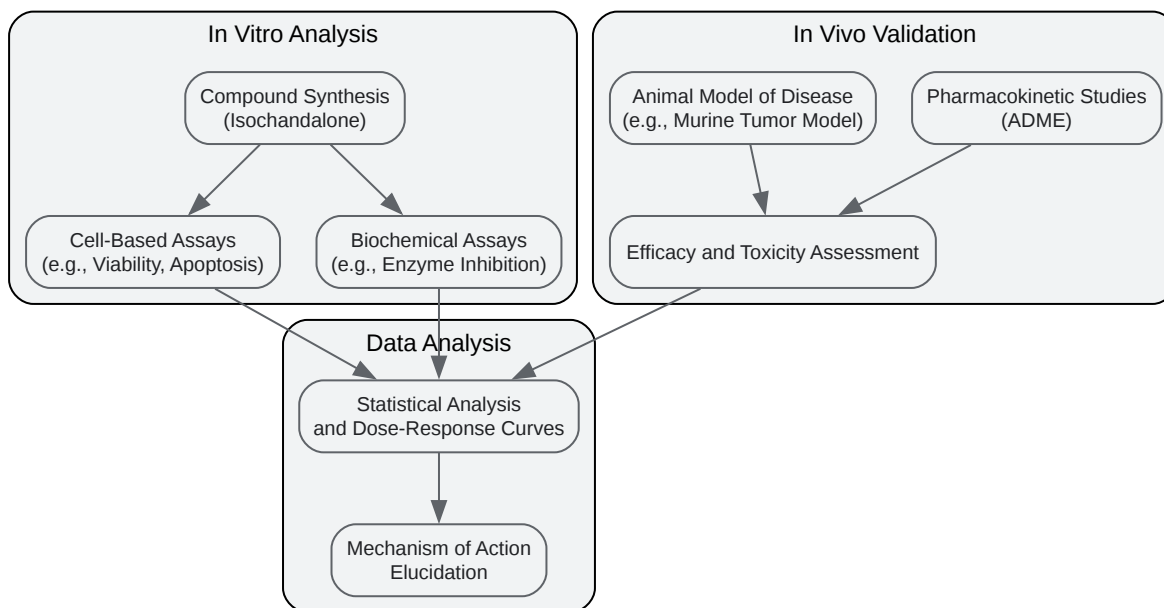 In Vitro Analysis
Compound Synthesis
(Isochandalone)
Cell-Based Assays
(e.g., Viability, Apoptosis)
Biochemical Assays
(e.g., Enzyme Inhibition)
In Vivo Validation
Animal Model of Disease
(e.g., Murine Tumor Model)
Pharmacokinetic Studies
(ADME)
Efficacy and Toxicity Assessment
Data Analysis
Statistical Analysis
and Dose-Response Curves
Mechanism of Action
Elucidation